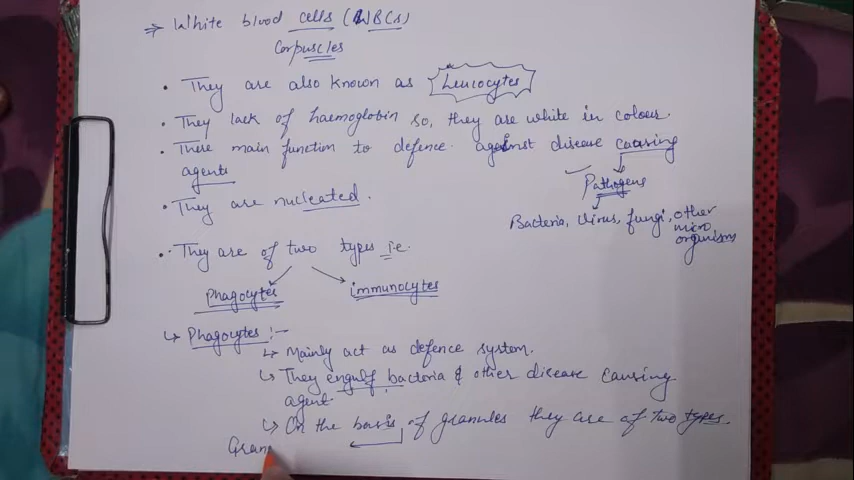 ⇒ White blood cells (WBCs)
Corpuscles
• They are also known as Leucocytes
• They lack of haemoglobin so, they are white in colour.
• There main function to defence against disease causing
agents
Pathogens
Bacteria, Virus, fungi, other
micro
organisms
• They are nucleated.
• They are of two types i.e.
Phagocytes immunocytes
↳ Phagocytes :-
↳ Mainly act as defence system.
↳ They engulf bacteria & other disease causing
agent.
↳ On the basis of granules they are of two types.
Gran